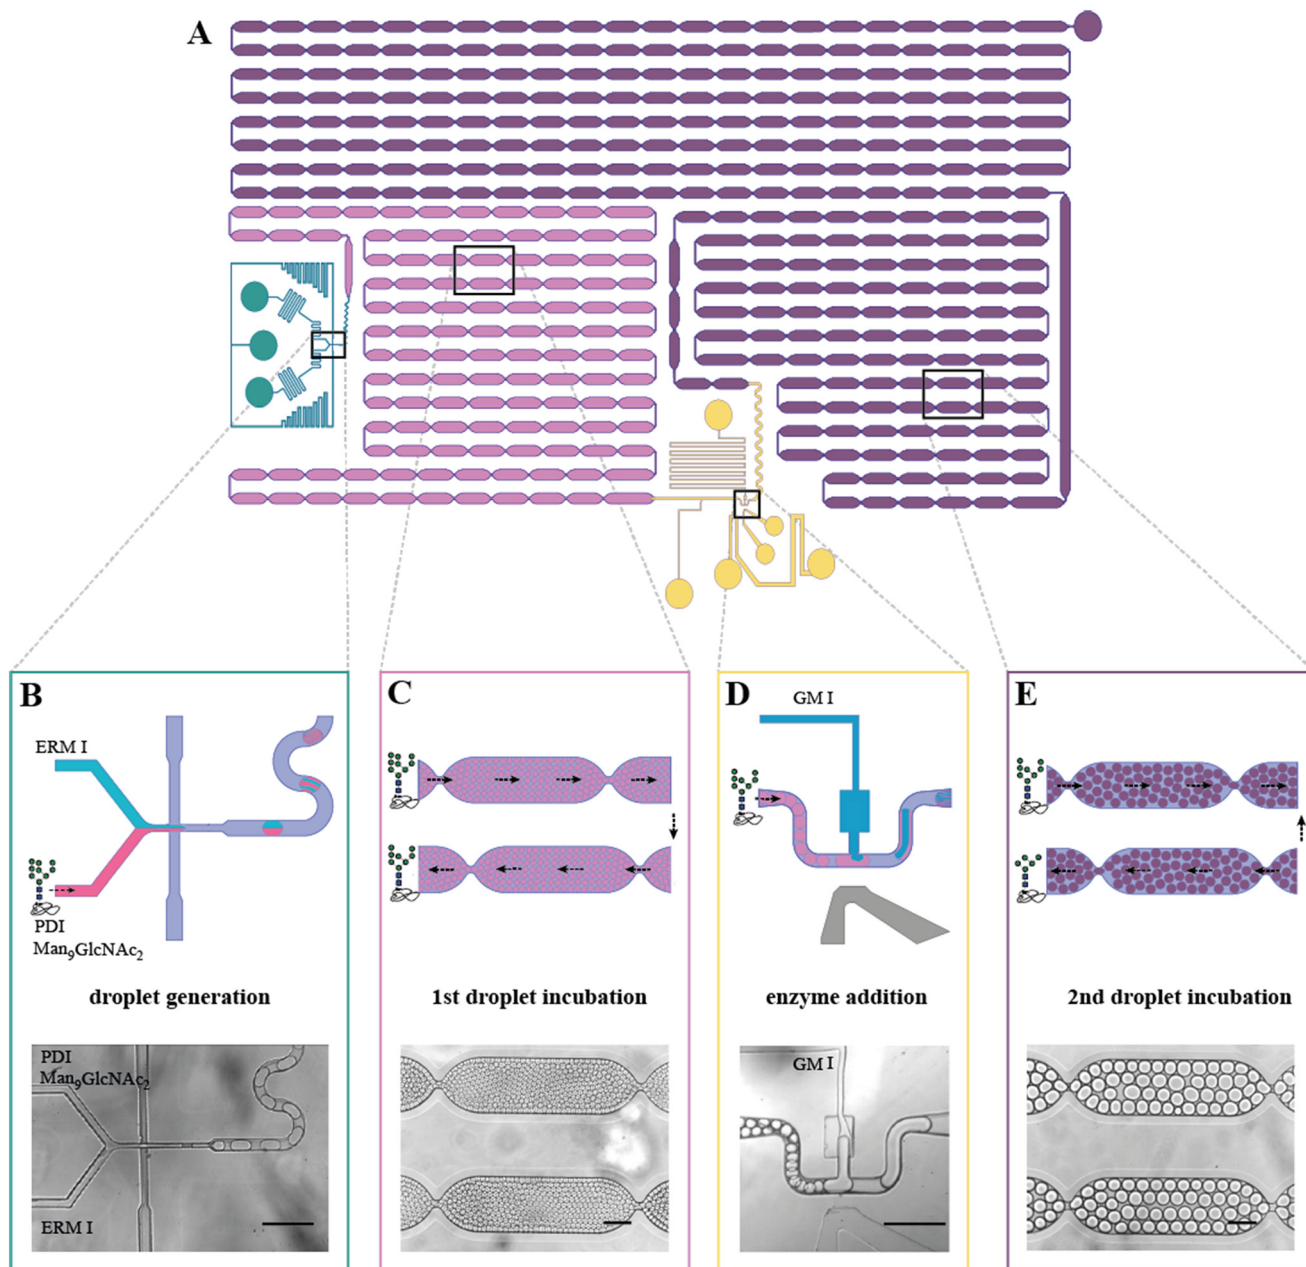 A
B
ERM I
PDI
Man₉GlcNAc₂
droplet generation
PDI
Man₉GlcNAc₂
ERM I
C
1st droplet incubation
D
GM I
enzyme addition
GM I
E
2nd droplet incubation